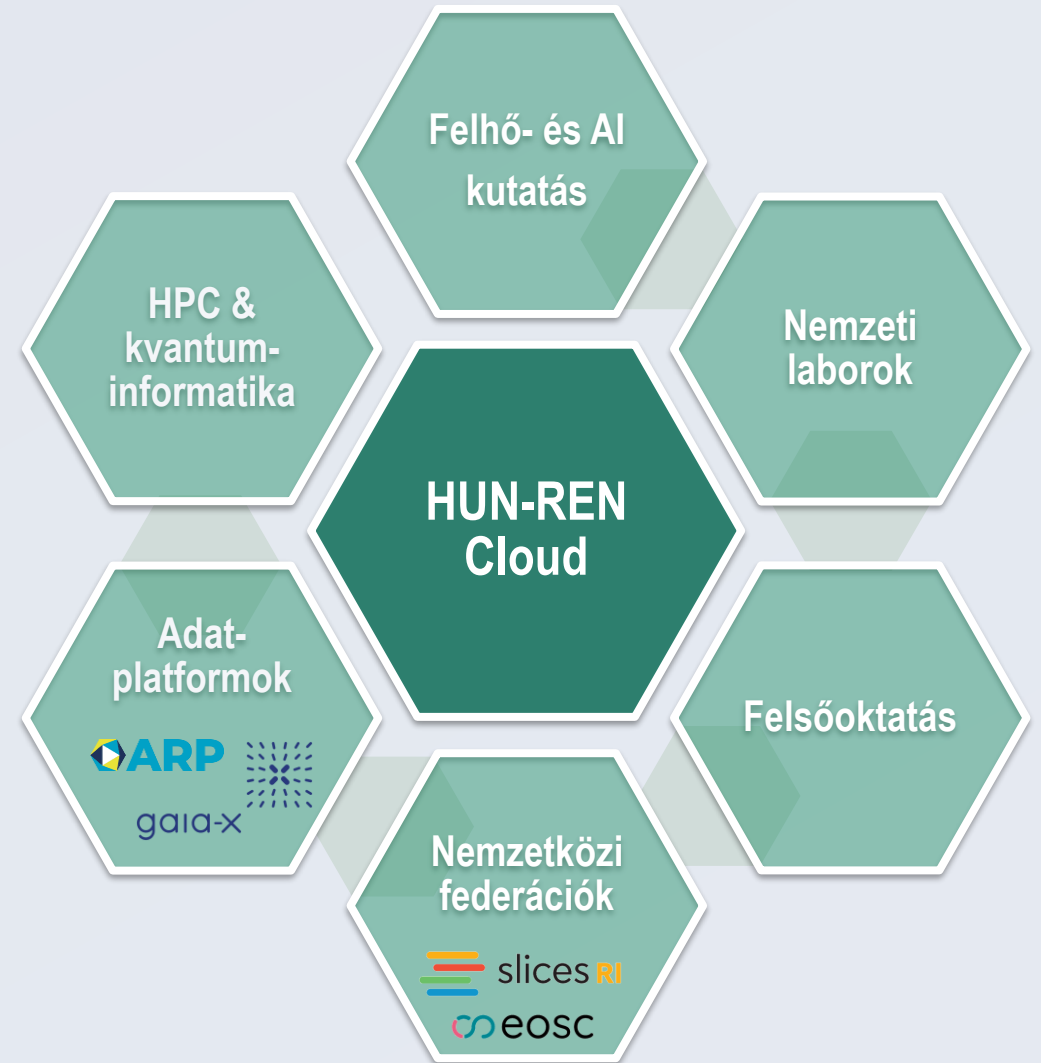 Felhő- és AI
kutatás
HPC &
kvantum-
informatika
Nemzeti
laborok
HUN-REN
Cloud
Adat-
platformok
ARP
gaia-x
Felsőoktatás
Nemzetközi
federációk
slices RI
eosc